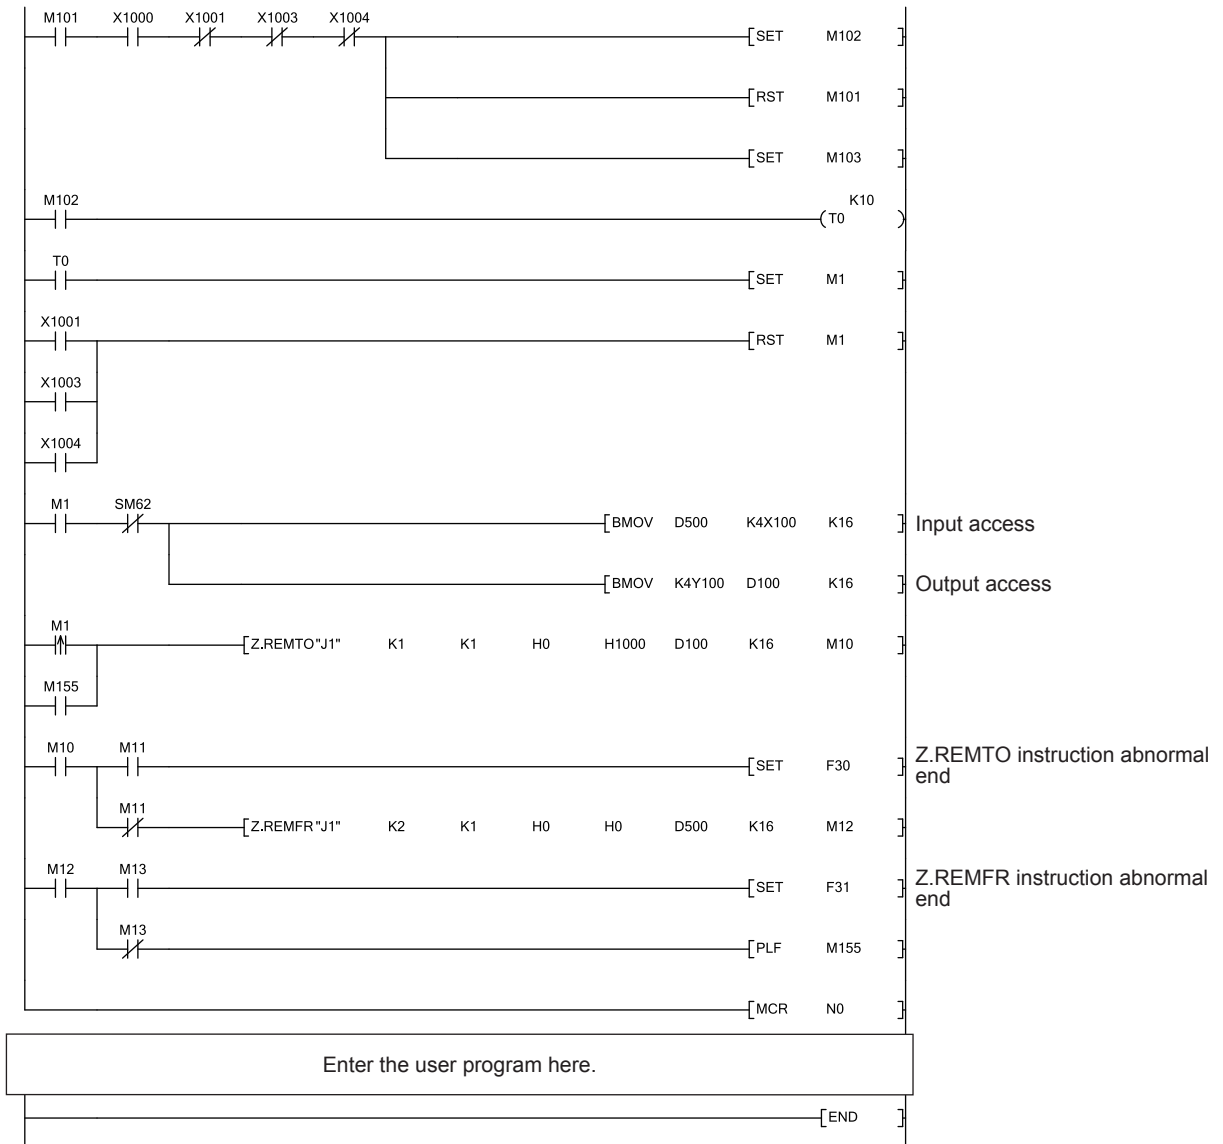 M101 X1000 X1001 X1003 X1004
SET M102
RST M101
SET M103
M102 K10
T0
T0
SET M1
X1001
RST M1
X1003
X1004
M1 SM62
BMOV D500 K4X100 K16 Input access
BMOV K4Y100 D100 K16 Output access
M1
Z.REMTO "J1" K1 K1 H0 H1000 D100 K16 M10
M155
M10 M11
SET F30 Z.REMTO instruction abnormal
end
M11
Z.REMFR "J1" K2 K1 H0 H0 D500 K16 M12
M12 M13
SET F31 Z.REMFR instruction abnormal
end
M13
PLF M155
MCR N0
Enter the user program here.
END